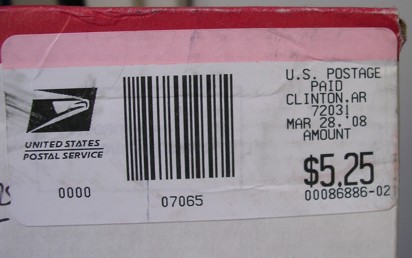 UNITED STATES
POSTAL SERVICE
0000
07065
U.S. POSTAGE
PAID
CLINTON,AR
72031
MAR 28, '08
AMOUNT
$5.25
00086886-02